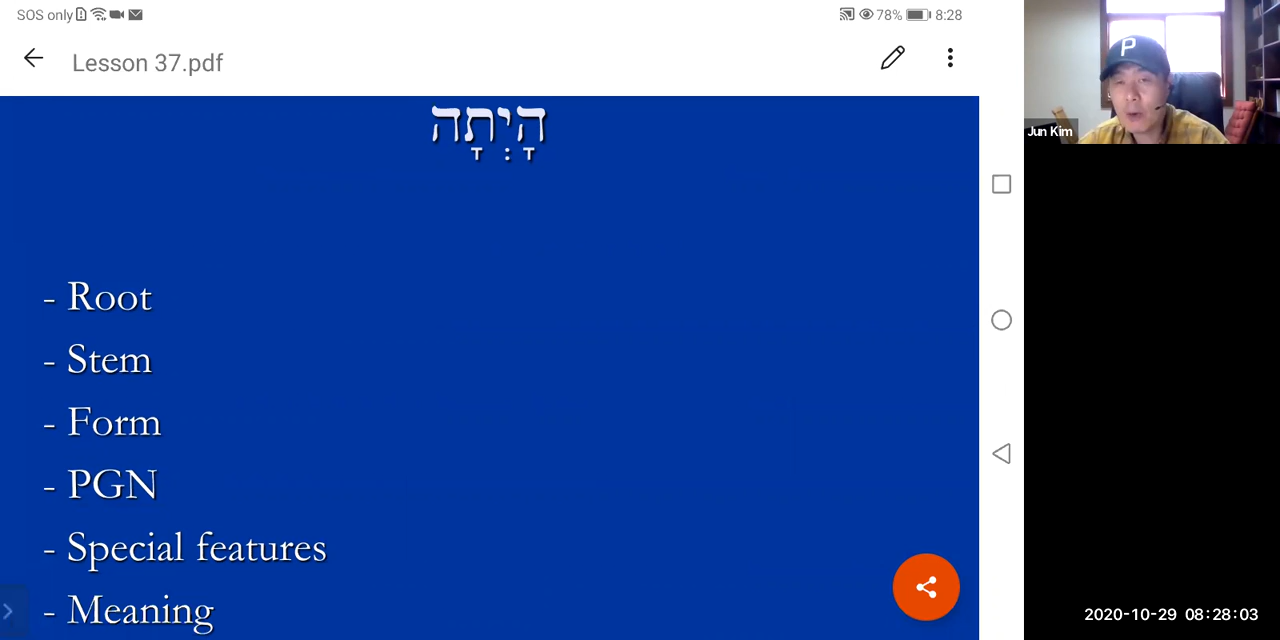 SOS only 78% 8:28
Lesson 37.pdf
הָיְתָה
- Root
- Stem
- Form
- PGN
- Special features
- Meaning
P
Jun Kim
2020-10-29 08:28:03